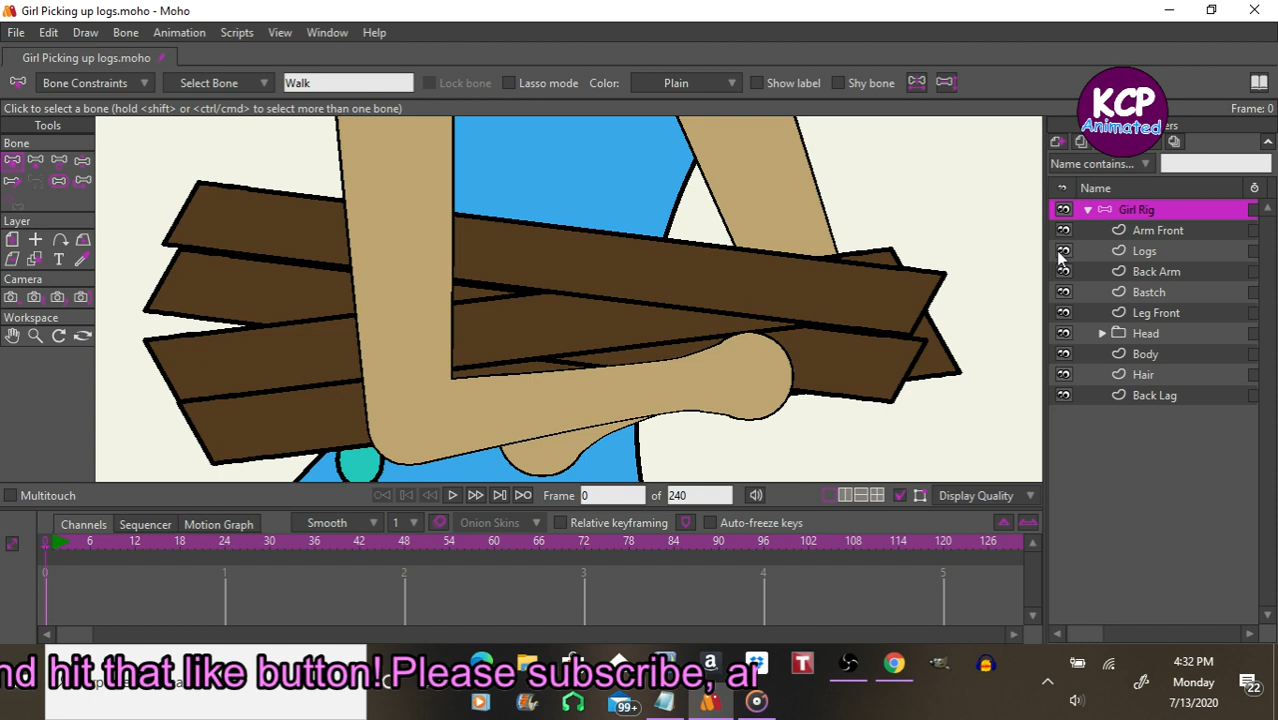 Girl Picking up logs.moho - Moho
File Edit Draw Bone Animation Scripts View Window Help
Girl Picking up logs.moho
Bone Constraints Select Bone Walk Lock bone Lasso mode Color: Plain Show label Shy bone
Click to select a bone (hold <shift> or <ctrl/cmd> to select more than one bone) Frame: 0
KCP
Animated
Tools
Bone
Layer
Camera
Workspace
Name contains...
Name
Girl Rig
Arm Front
Logs
Back Arm
Bastch
Leg Front
Head
Body
Hair
Back Lag
Multitouch Frame 0 of 240 Display Quality
Channels Sequencer Motion Graph Smooth 1 Onion Skins Relative keyframing Auto-freeze keys
0 6 12 18 24 30 36 42 48 54 60 66 72 78 84 90 96 102 108 114 120 126
0 1 2 3 4 5
nd hit that like button! Please subscribe, ar
99+
4:32 PM
Monday
7/13/2020
22